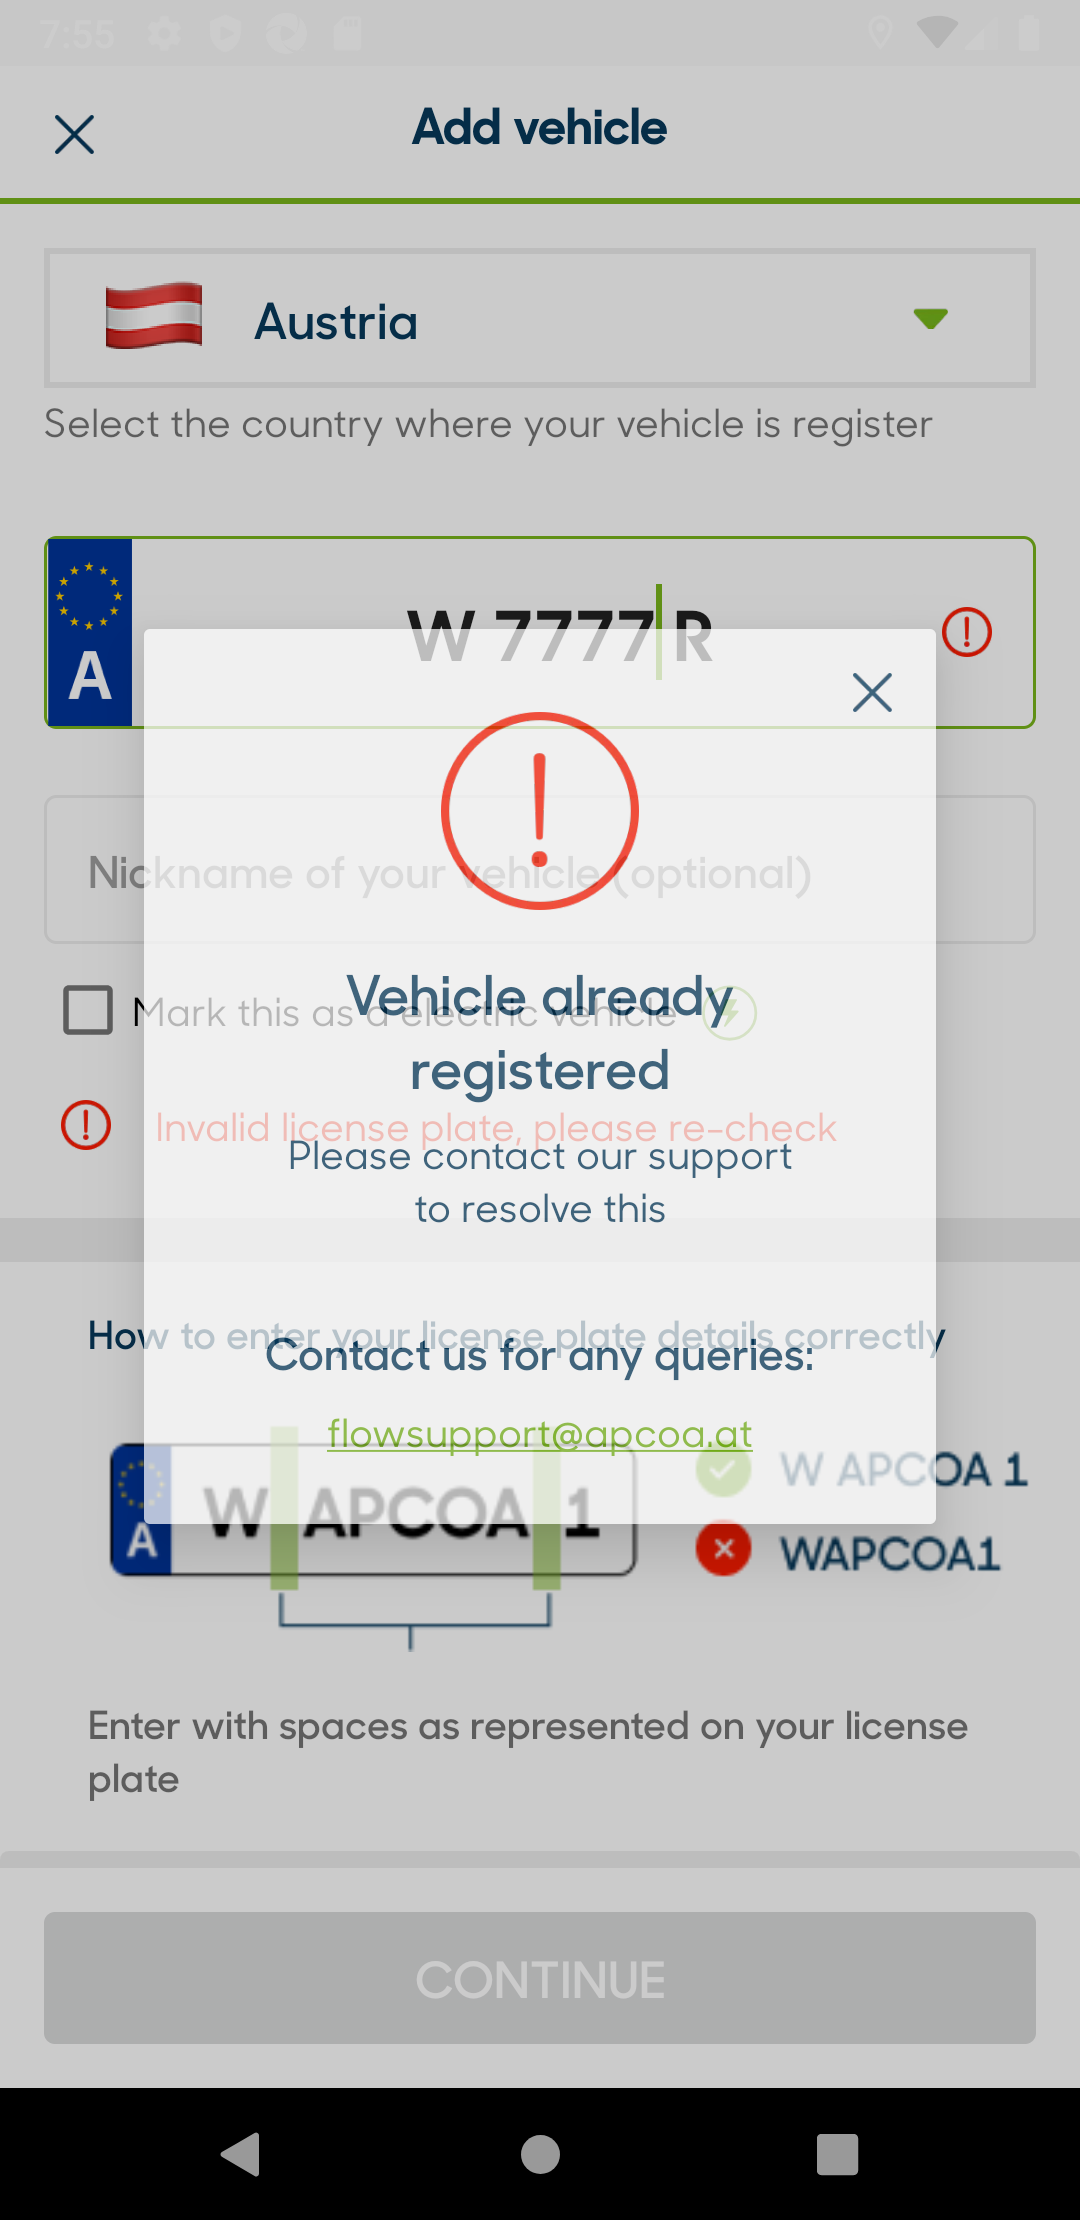 7:55
Add vehicle
Austria
Select the country where your vehicle is register
A
W 7777 R
Nickname of your vehicle (optional)
Vehicle already
Mark this as a electric vehicle
registered
Invalid license plate, please re-check
Please contact our support
to resolve this
How to enter your license plate details correctly
Contact us for any queries:
flowsupport@apcoa.at
A W APCOA 1
W APCOA 1
WAPCOA1
Enter with spaces as represented on your license
plate
CONTINUE